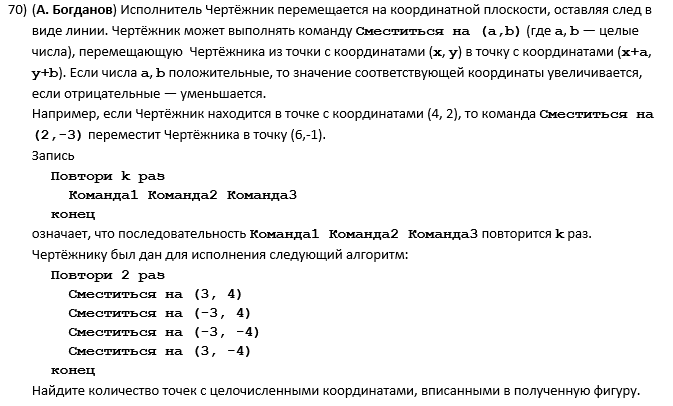 70) (А. Богданов) Исполнитель Чертёжник перемещается на координатной плоскости, оставляя след в
виде линии. Чертёжник может выполнять команду Сместиться на (a,b) (где a, b — целые
числа), перемещающую Чертёжника из точки с координатами (x, y) в точку с координатами (x+a,
y+b). Если числа a, b положительные, то значение соответствующей координаты увеличивается,
если отрицательные — уменьшается.
Например, если Чертёжник находится в точке с координатами (4, 2), то команда Сместиться на
(2,-3) переместит Чертёжника в точку (6,-1).
Запись
Повтори k раз
Команда1 Команда2 Команда3
конец
означает, что последовательность Команда1 Команда2 Команда3 повторится k раз.
Чертёжнику был дан для исполнения следующий алгоритм:
Повтори 2 раз
Сместиться на (3, 4)
Сместиться на (-3, 4)
Сместиться на (-3, -4)
Сместиться на (3, -4)
конец
Найдите количество точек с целочисленными координатами, вписанными в полученную фигуру.